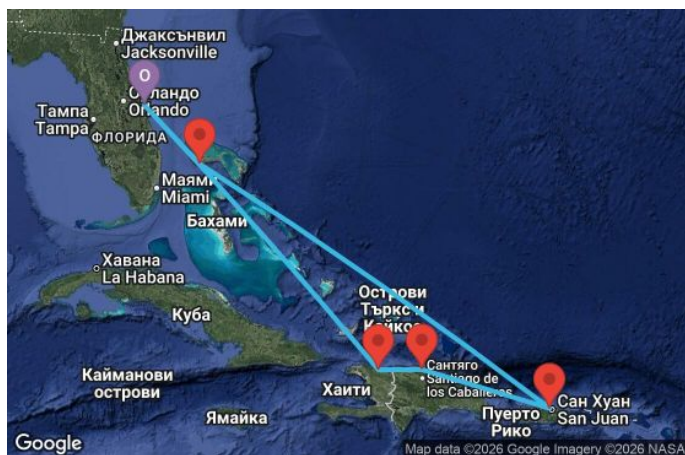 Джаксънвил
Jacksonville
O
Орландо
Orlando
Тампа
Tampa
ФЛОРИДА
Маями
Miami
Бахами
Хавана
La Habana
Куба
Острови
Търкс и
Кайкос
Кайманови
острови
Сантяго
Santiago de
los Caballeros
Хаити
Ямайка
Пуерто
Рико
Сан Хуан
San Juan
Google
Map data ©2026 Google Imagery ©2026 NASA